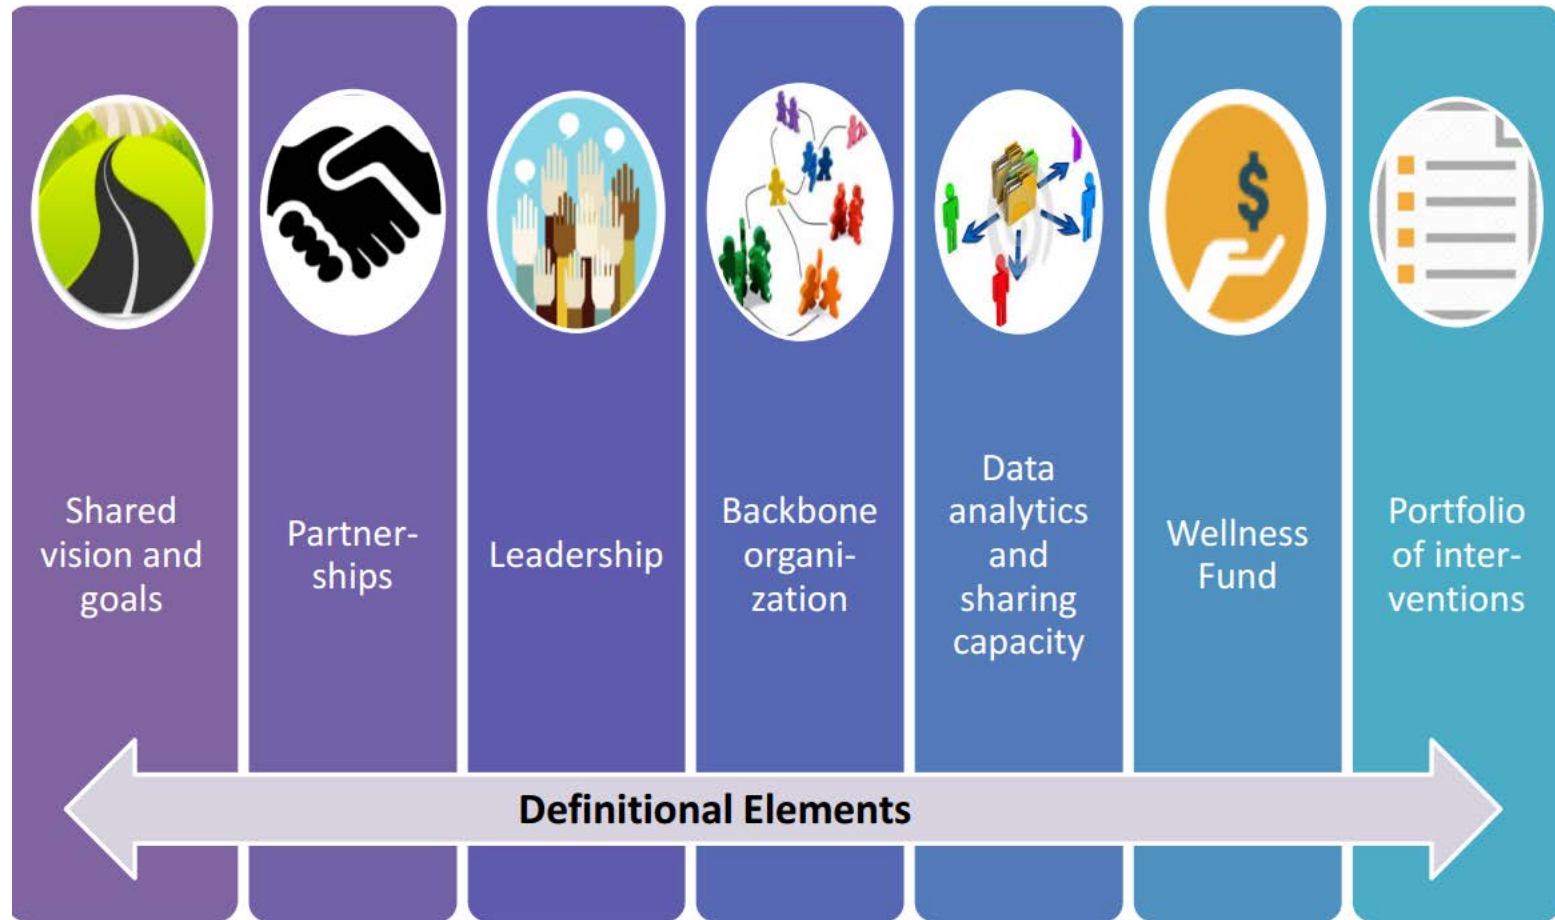 Shared
vision and
goals
Partner-
ships
Leadership
Backbone
organi-
zation
Data
analytics
and
sharing
capacity
Wellness
Fund
Portfolio
of inter-
ventions
$
Definitional Elements